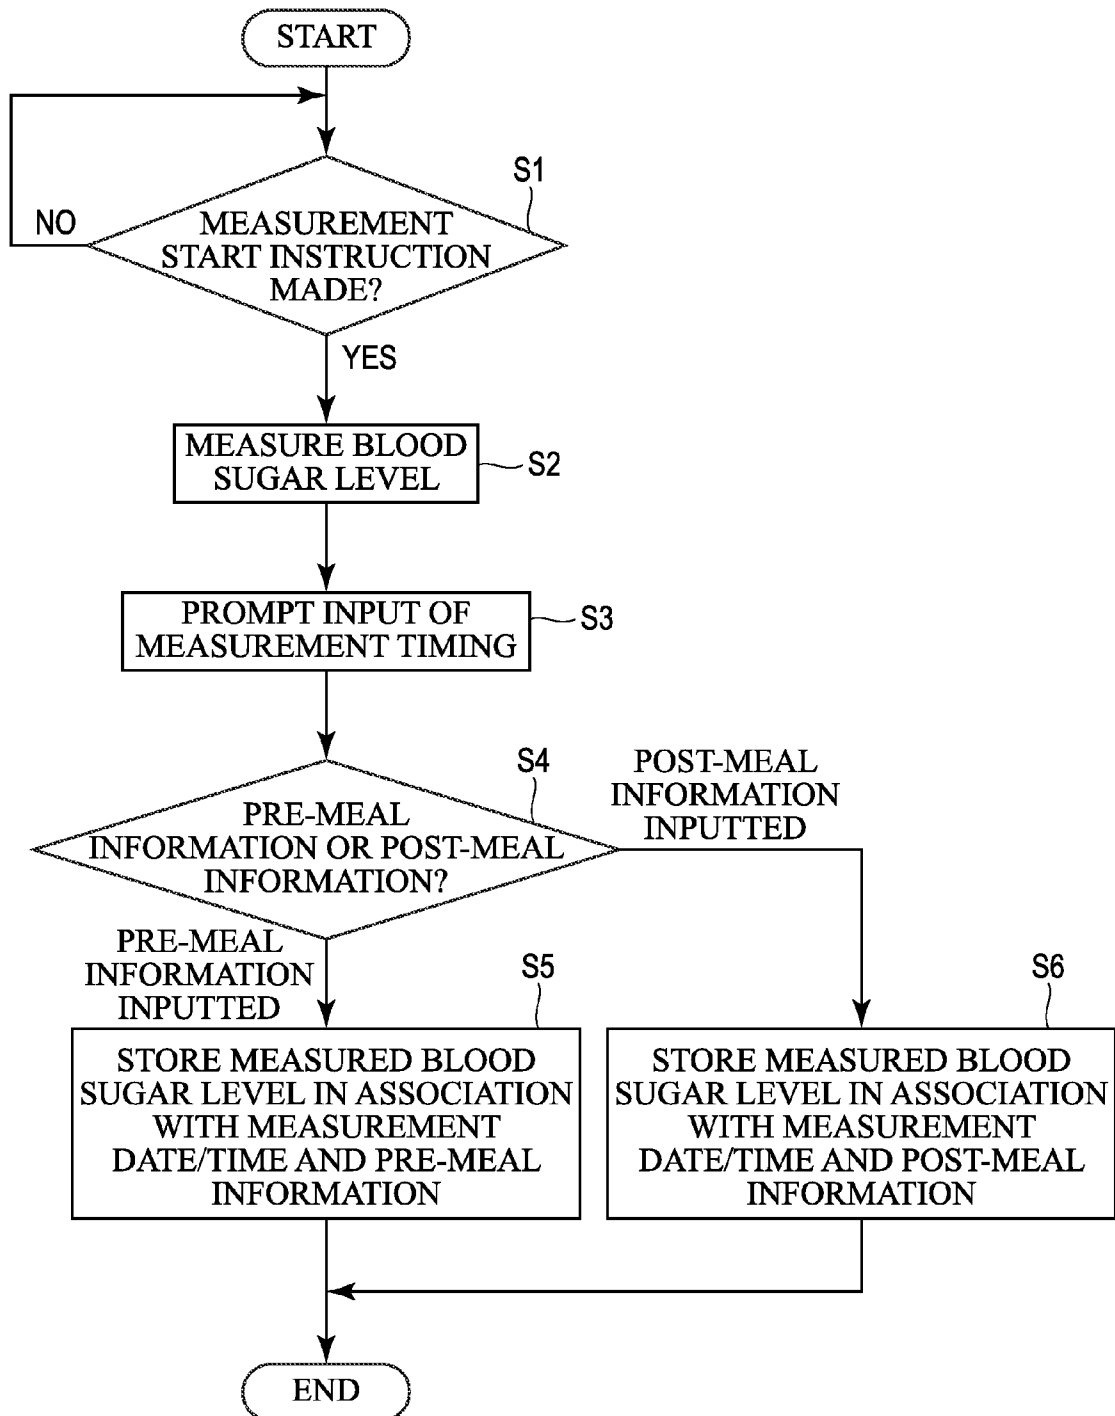 START
S1
NO
MEASUREMENT
START INSTRUCTION
MADE?
YES
MEASURE BLOOD
SUGAR LEVEL
S2
PROMPT INPUT OF
MEASUREMENT TIMING
S3
S4
PRE-MEAL
INFORMATION OR POST-MEAL
INFORMATION?
POST-MEAL
INFORMATION
INPUTTED
PRE-MEAL
INFORMATION
INPUTTED
S5
STORE MEASURED BLOOD
SUGAR LEVEL IN ASSOCIATION
WITH MEASUREMENT
DATE/TIME AND PRE-MEAL
INFORMATION
S6
STORE MEASURED BLOOD
SUGAR LEVEL IN ASSOCIATION
WITH MEASUREMENT
DATE/TIME AND POST-MEAL
INFORMATION
END